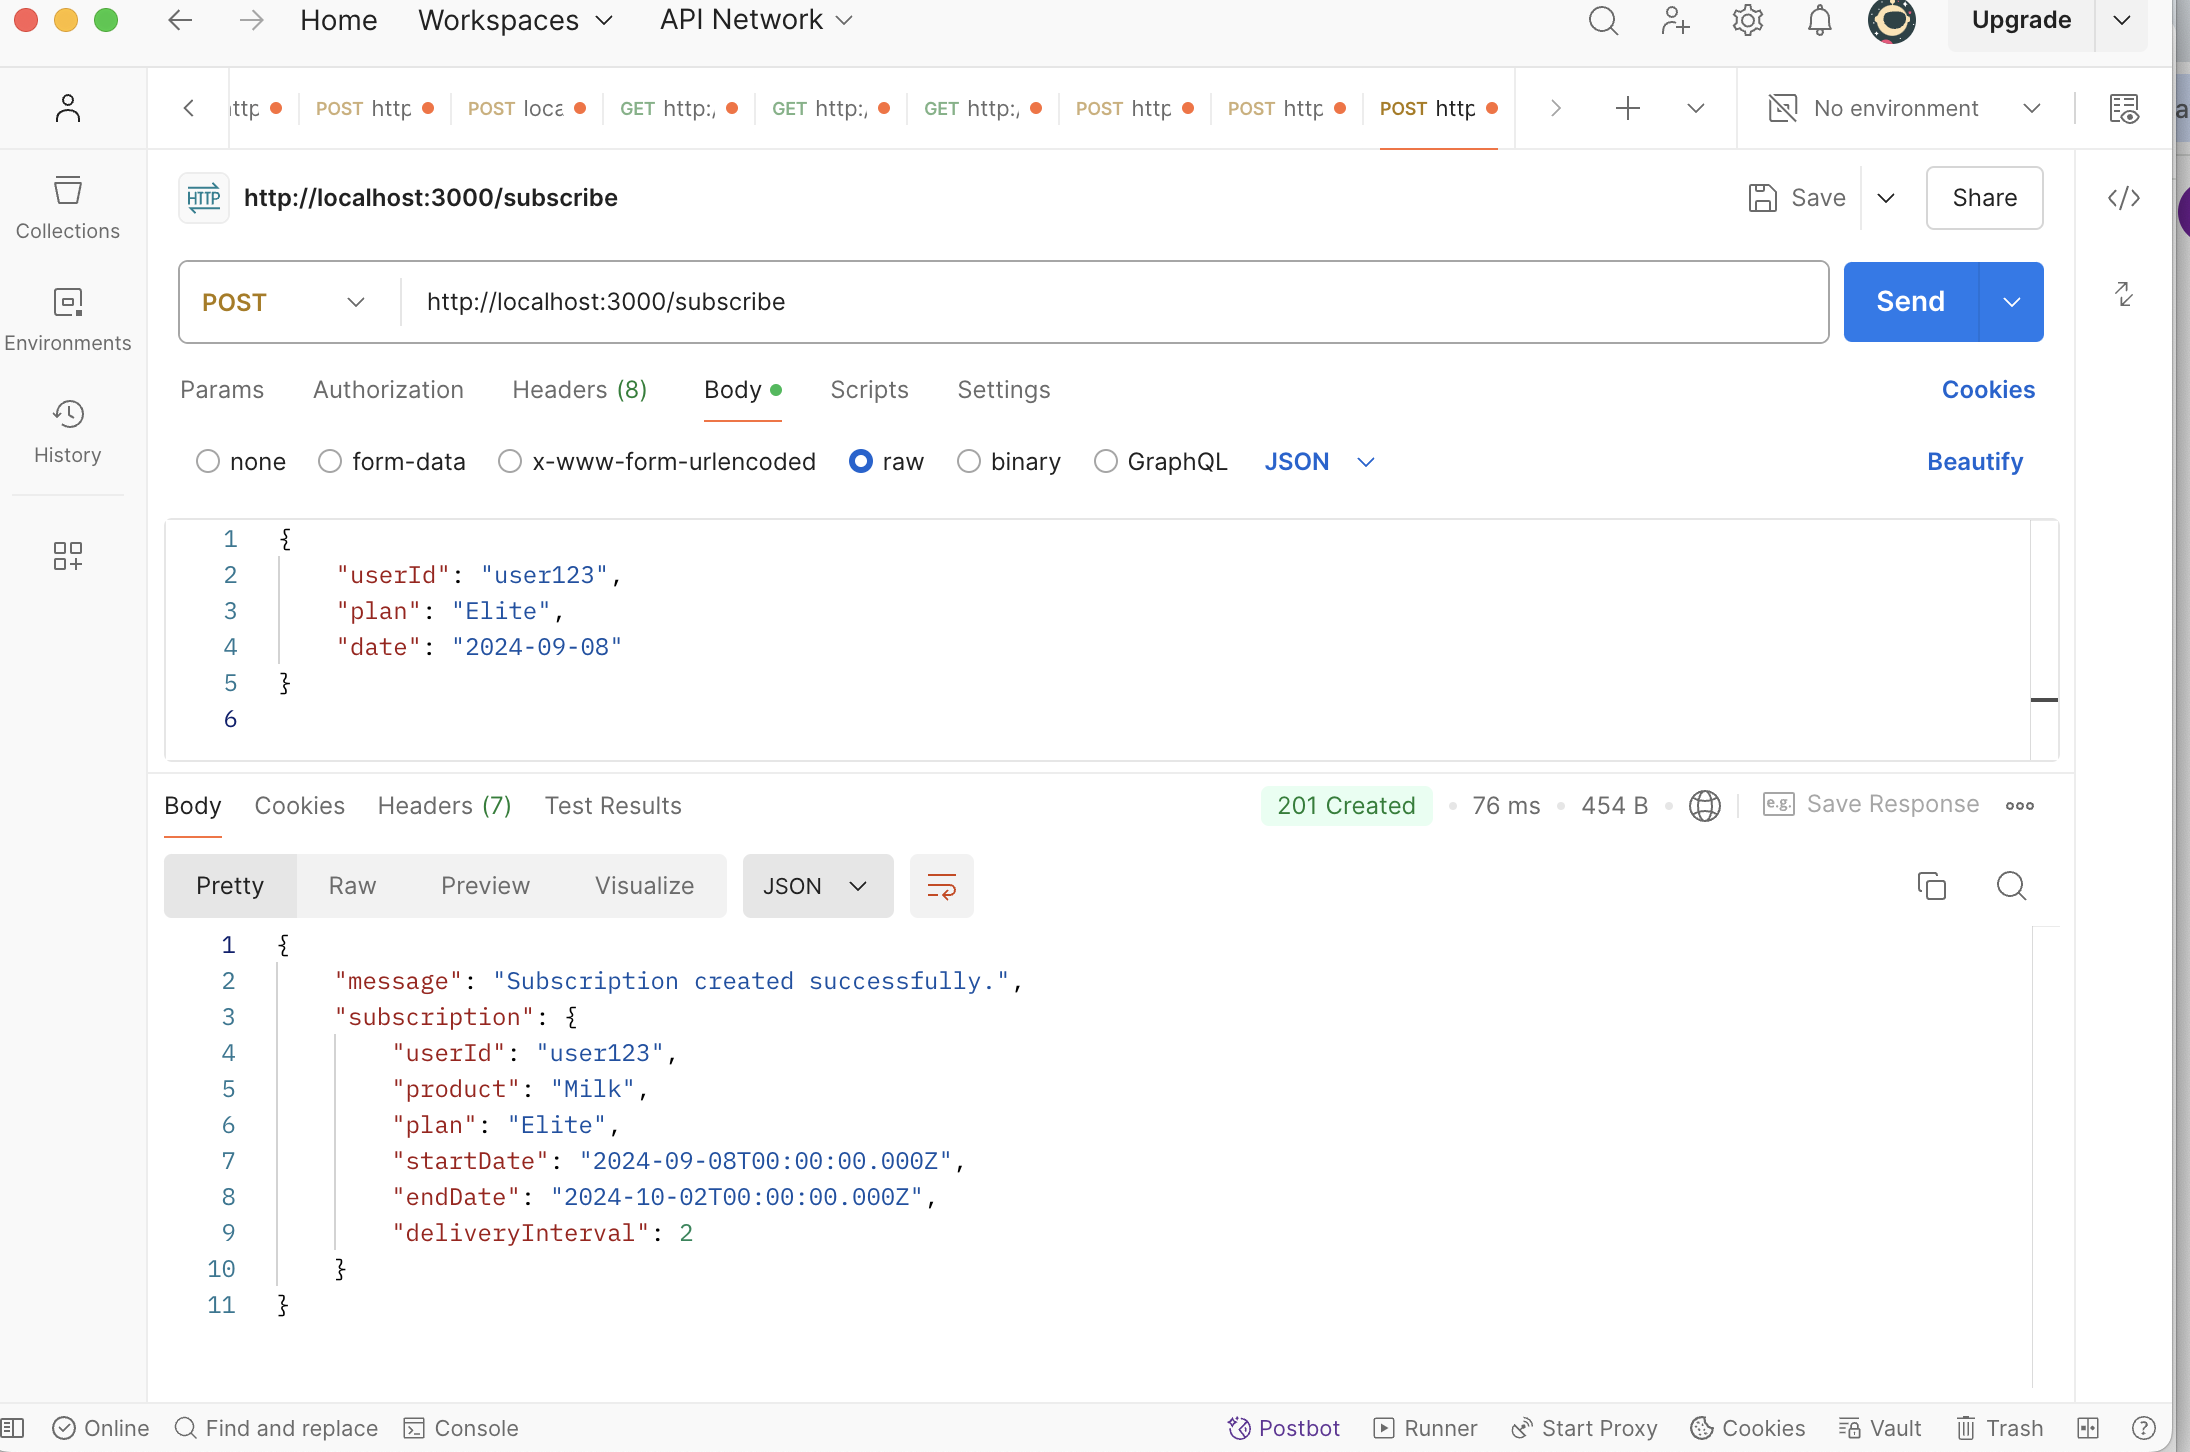 Home Workspaces API Network Upgrade
POST http POST loca GET http:/ GET http:/ GET http:/ POST http POST http POST http No environment
HTTP http://localhost:3000/subscribe Save Share
POST http://localhost:3000/subscribe Send
Collections
Environments
History
Params Authorization Headers (8) Body Scripts Settings Cookies
none form-data x-www-form-urlencoded raw binary GraphQL JSON Beautify
1 {
2 "userId": "user123",
3 "plan": "Elite",
4 "date": "2024-09-08"
5 }
6
Body Cookies Headers (7) Test Results 201 Created • 76 ms • 454 B • e.g. Save Response
Pretty Raw Preview Visualize JSON
1 {
2 "message": "Subscription created successfully.",
3 "subscription": {
4 "userId": "user123",
5 "product": "Milk",
6 "plan": "Elite",
7 "startDate": "2024-09-08T00:00:00.000Z",
8 "endDate": "2024-10-02T00:00:00.000Z",
9 "deliveryInterval": 2
10 }
11 }
Online Find and replace Console Postbot Runner Start Proxy Cookies Vault Trash